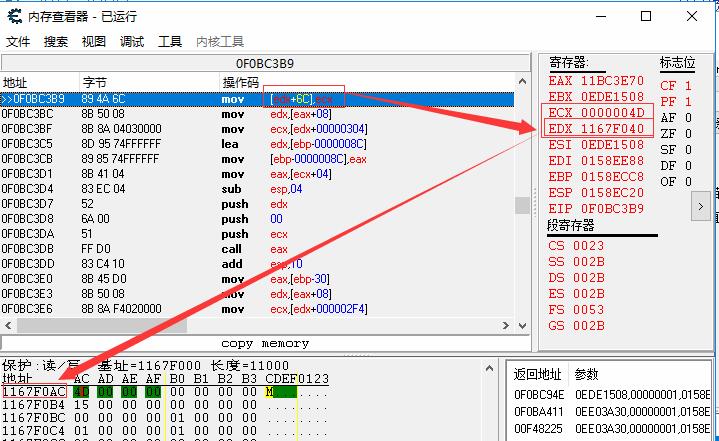 内存查看器 - 已运行
文件 搜索 视图 调试 工具 内核工具
0F0BC3B9
地址 字节 操作码
>>0F0BC3B9 89 4A 6C mov [edx+6C],ecx
0F0BC3BC 8B 50 08 mov edx,[eax+08]
0F0BC3BF 8B 8A 04030000 mov ecx,[edx+00000304]
0F0BC3C5 8D 95 74FFFFFF lea edx,[ebp-0000008C]
0F0BC3CB 89 85 74FFFFFF mov [ebp-0000008C],eax
0F0BC3D1 8B 41 04 mov eax,[ecx+04]
0F0BC3D4 83 EC 04 sub esp,04
0F0BC3D7 52 push edx
0F0BC3D8 6A 00 push 00
0F0BC3DA 51 push ecx
0F0BC3DB FF D0 call eax
0F0BC3DD 83 C4 10 add esp,10
0F0BC3E0 8B 45 D0 mov eax,[ebp-30]
0F0BC3E3 8B 50 08 mov edx,[eax+08]
0F0BC3E6 8B 8A F4020000 mov ecx,[edx+000002F4]
copy memory
寄存器: 标志位
EAX 11BC3E70 CF 1
EBX 0EDE1508 PF 1
ECX 0000004D AF 0
EDX 1167F040 ZF 0
ESI 0EDE1508 SF 0
EDI 0158EE88 DF 0
EBP 0158ECC8 OF 0
ESP 0158EC20
EIP 0F0BC3B9
段寄存器
CS 0023
SS 002B
DS 002B
ES 002B
FS 0053
GS 002B
保护:读/写 基址=1167F000 长度=11000
地址 AC AD AE AF B0 B1 B2 B3 CDEF0123
1167F0AC 4D 00 00 00 00 00 00 00 M.......
1167F0B4 15 00 00 00 00 00 00 00 ........
1167F0BC 01 00 00 00 01 00 00 00 ........
1167F0C4 01 00 00 00 00 00 00 00
返回地址 参数
0F0BC94E 0EDE1508,00000001,0158E
0F0BA411 0EE03A30,00000001,0158E
00F48225 0EE03A30,00000001,0158E